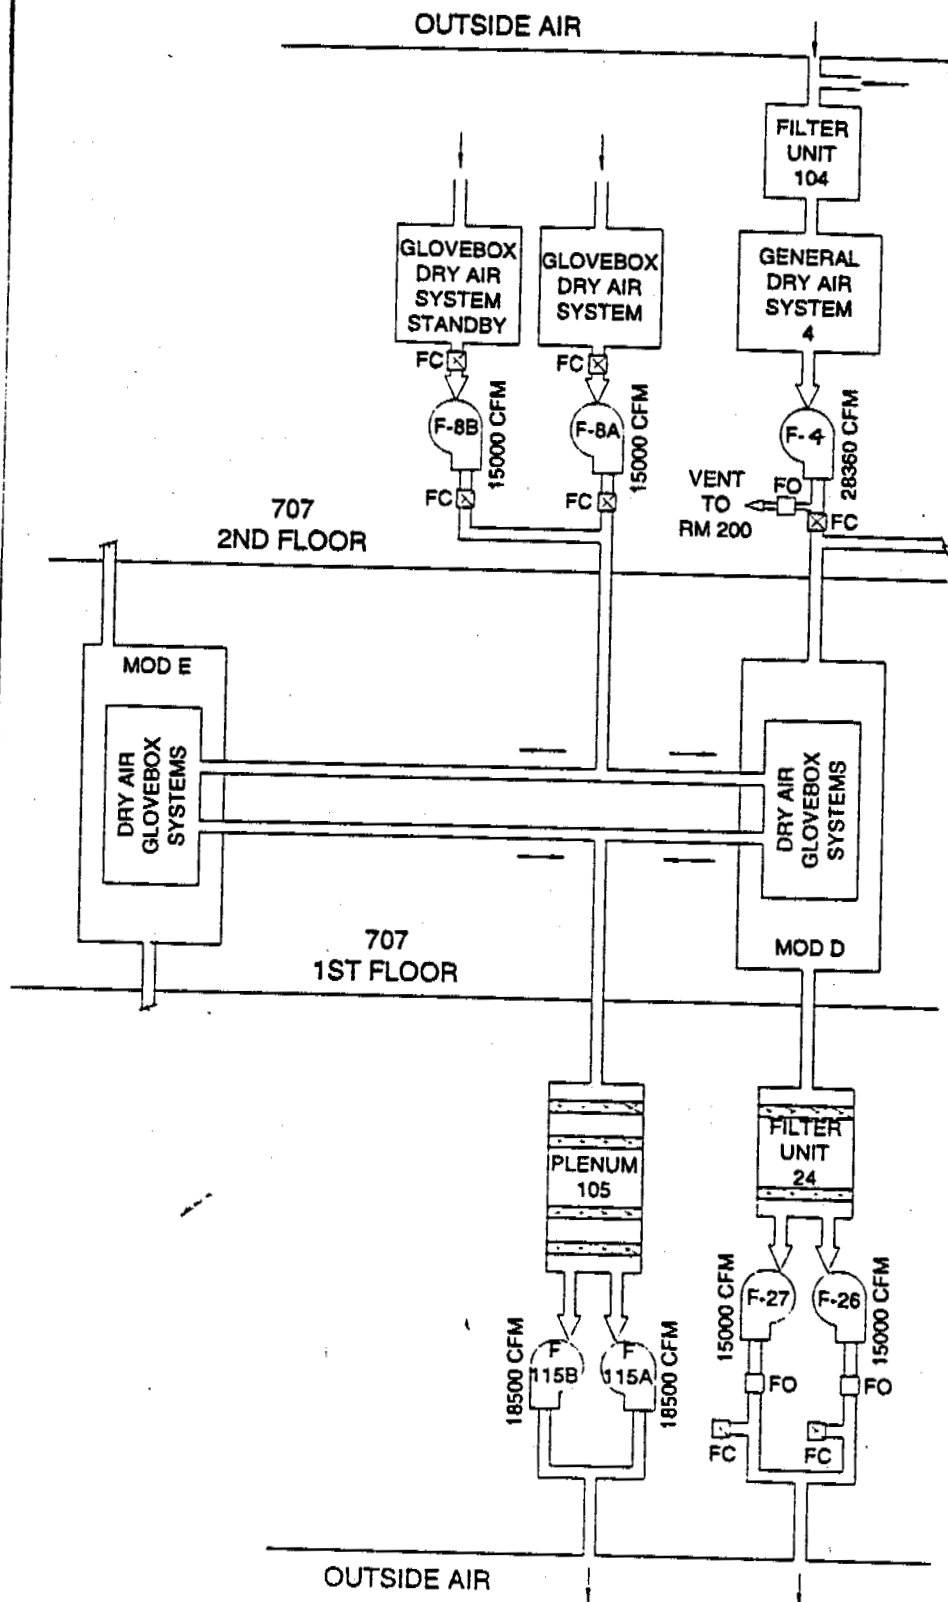 OUTSIDE AIR
FILTER
UNIT
104
GLOVEBOX
DRY AIR
SYSTEM
STANDBY
GLOVEBOX
DRY AIR
SYSTEM
GENERAL
DRY AIR
SYSTEM
4
FC
FC
F-8B
15000 CFM
F-8A
15000 CFM
F-4
28360 CFM
FC
FC
VENT
TO
RM 200
FO
FC
707
2ND FLOOR
MOD E
DRY AIR
GLOVEBOX
SYSTEMS
DRY AIR
GLOVEBOX
SYSTEMS
MOD D
707
1ST FLOOR
PLENUM
105
FILTER
UNIT
24
F
115B
18500 CFM
F
115A
18500 CFM
F-27
15000 CFM
F-26
15000 CFM
FO
FO
FC
FC
OUTSIDE AIR